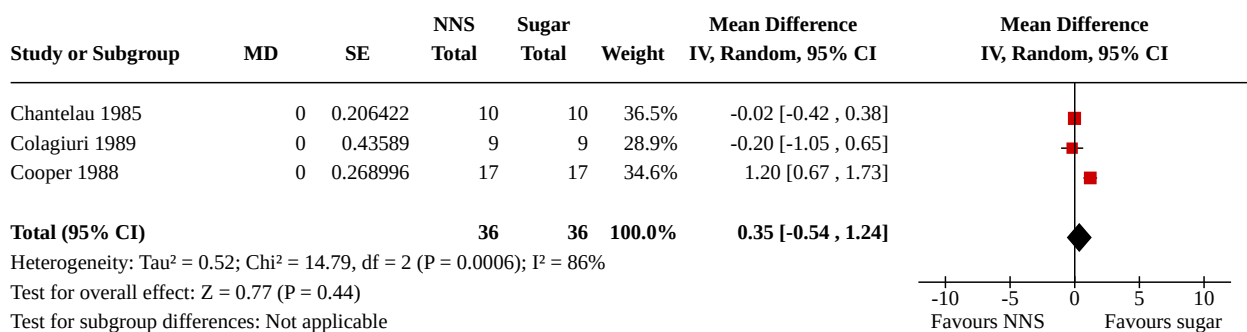 NNS Sugar Mean Difference Mean Difference
Study or Subgroup MD SE Total Total Weight IV, Random, 95% CI IV, Random, 95% CI
Chantelau 1985 0 0.206422 10 10 36.5% -0.02 [-0.42 , 0.38]
Colagiuri 1989 0 0.43589 9 9 28.9% -0.20 [-1.05 , 0.65]
Cooper 1988 0 0.268996 17 17 34.6% 1.20 [0.67 , 1.73]
Total (95% CI) 36 36 100.0% 0.35 [-0.54 , 1.24]
Heterogeneity: Tau² = 0.52; Chi² = 14.79, df = 2 (P = 0.0006); I² = 86%
Test for overall effect: Z = 0.77 (P = 0.44)
-10 -5 0 5 10
Test for subgroup differences: Not applicable
Favours NNS Favours sugar